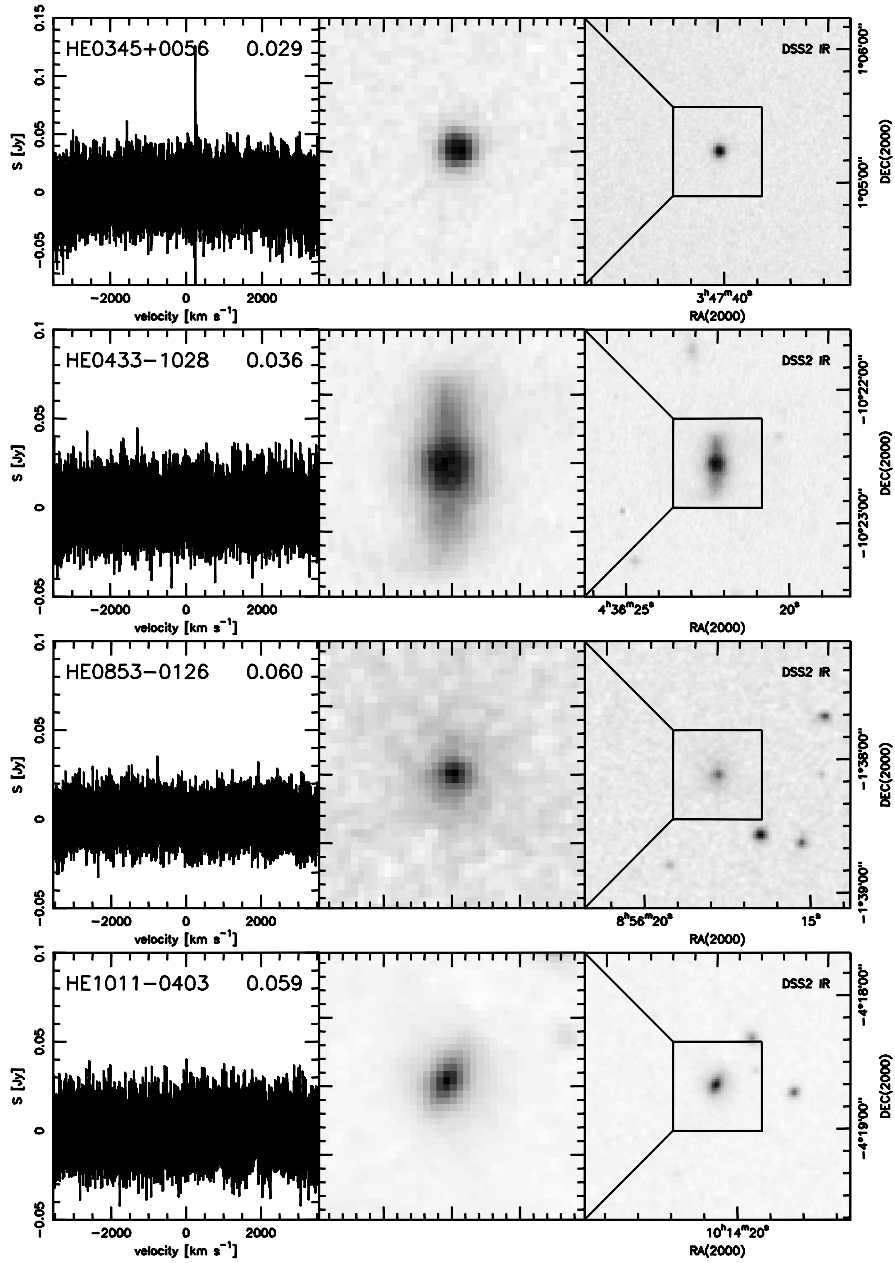 HE0345+0056 0.029
0.15
0.1
0.05
0
−0.05
S [Jy]
−2000 0 2000
velocity [km s⁻¹]
DSS2 IR
1°06'00"
1°05'00"
DEC(2000)
3ʰ47ᵐ40ˢ
RA(2000)
HE0433−1028 0.036
0.1
0.05
0
−0.05
S [Jy]
−2000 0 2000
velocity [km s⁻¹]
DSS2 IR
−10°22'00"
−10°23'00"
DEC(2000)
4ʰ36ᵐ25ˢ 20ˢ
RA(2000)
HE0853−0126 0.060
0.1
0.05
0
−0.05
S [Jy]
−2000 0 2000
velocity [km s⁻¹]
DSS2 IR
−1°38'00"
−1°39'00"
DEC(2000)
8ʰ56ᵐ20ˢ 15ˢ
RA(2000)
HE1011−0403 0.059
0.1
0.05
0
−0.05
S [Jy]
−2000 0 2000
velocity [km s⁻¹]
DSS2 IR
−4°18'00"
−4°19'00"
DEC(2000)
10ʰ14ᵐ20ˢ
RA(2000)